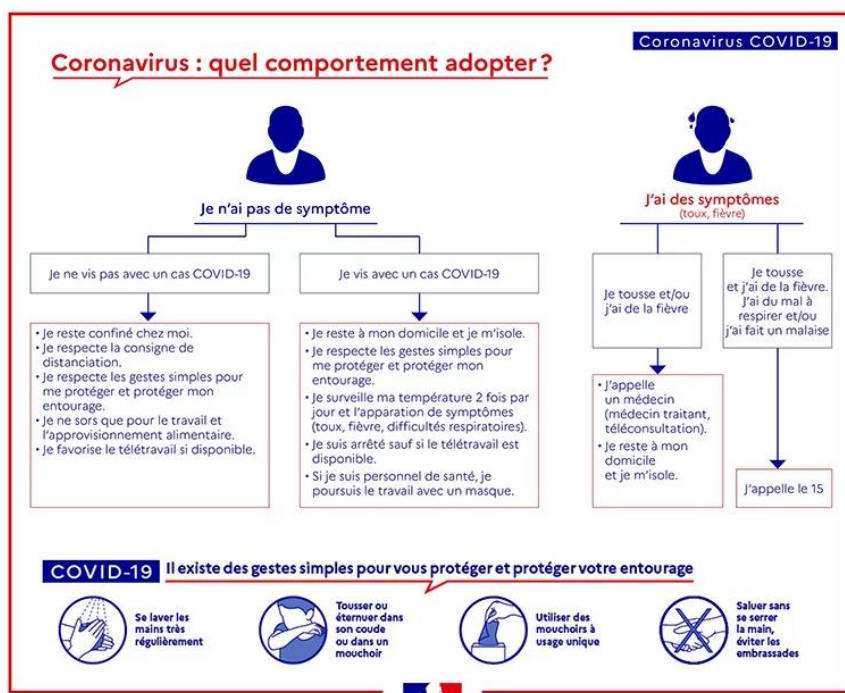 Coronavirus COVID-19
Coronavirus : quel comportement adopter ?
Je n'ai pas de symptôme
J'ai des symptômes
(toux, fièvre)
Je ne vis pas avec un cas COVID-19
Je vis avec un cas COVID-19
Je tousse et/ou
j'ai de la fièvre
Je tousse
et j'ai de la fièvre.
J'ai du mal à
respirer et/ou
j'ai fait un malaise
• Je reste confiné chez moi.
• Je respecte la consigne de
distanciation.
• Je respecte les gestes simples pour
me protéger et protéger mon
entourage.
• Je ne sors que pour le travail et
l'approvisionnement alimentaire.
• Je favorise le télétravail si disponible.
• Je reste à mon domicile et je m'isole.
• Je respecte les gestes simples pour
me protéger et protéger mon
entourage.
• Je surveille ma température 2 fois par
jour et l'apparation de symptômes
(toux, fièvre, difficultés respiratoires).
• Je suis arrêté sauf si le télétravail est
disponible.
• Si je suis personnel de santé, je
poursuis le travail avec un masque.
• J'appelle
un médecin
(médecin traitant,
téléconsultation).
• Je reste à mon
domicile
et je m'isole.
J'appelle le 15
COVID-19 Il existe des gestes simples pour vous protéger et protéger votre entourage
Se laver les
mains très
régulièrement
Tousser ou
éternuer dans
son coude
ou dans un
mouchoir
Utiliser des
mouchoirs à
usage unique
Saluer sans
se serrer
la main,
éviter les
embrassades